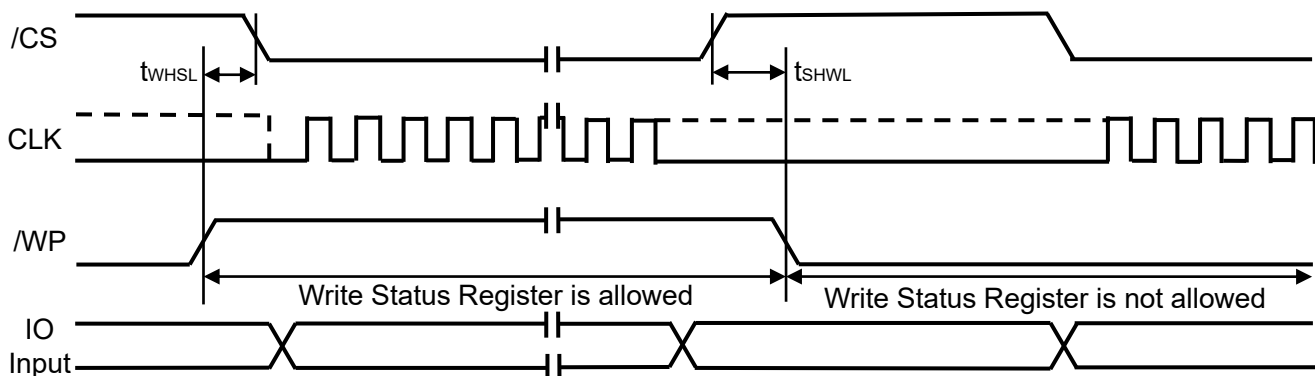 /CS
tWHSL
tSHWL
CLK
/WP
Write Status Register is allowed
Write Status Register is not allowed
IO
Input